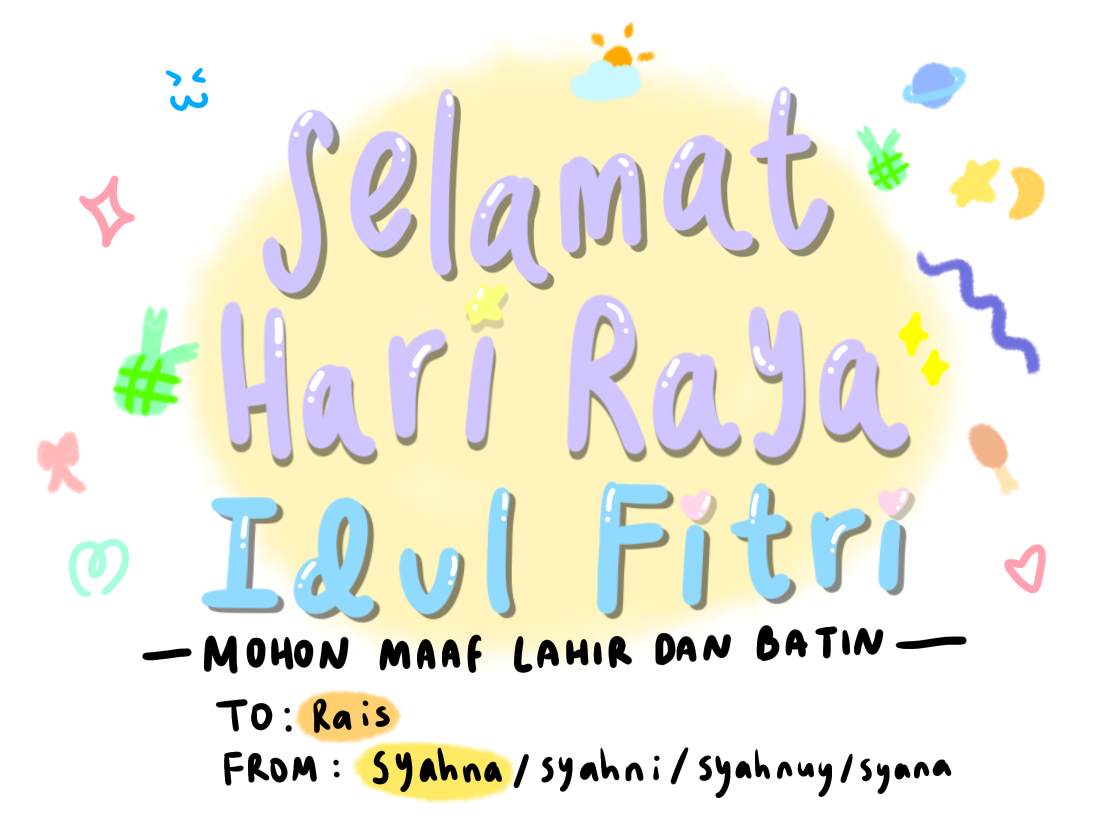 Selamat
Hari Raya
Idul Fitri
— MOHON MAAF LAHIR DAN BATIN —
TO: Rais
FROM: Syahna / syahni / syahnuy / syana